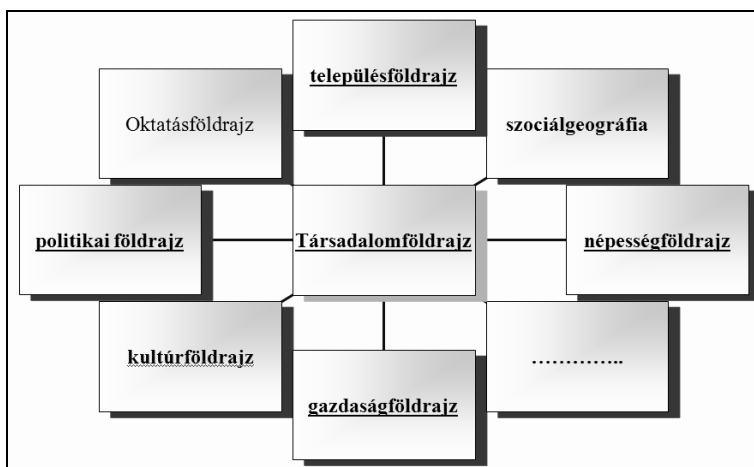 településföldrajz
Oktatásföldrajz
szociálgeográfia
politikai földrajz
Társadalomföldrajz
népességföldrajz
kultúrföldrajz
…………..
gazdaságföldrajz